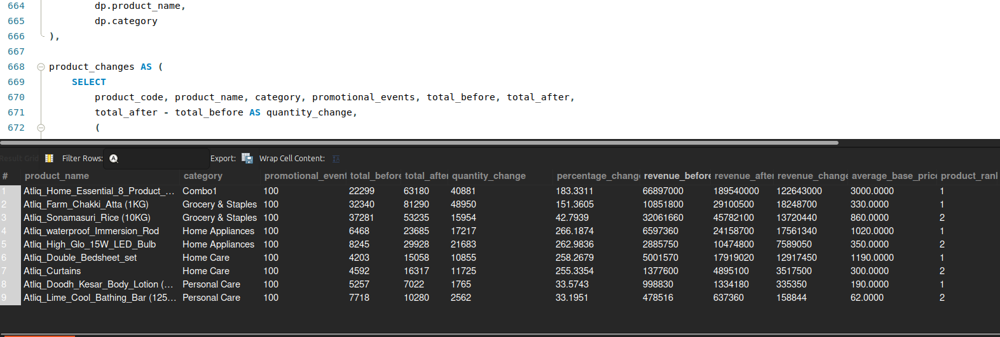 664 dp.product_name,
665 dp.category
666 ),
667
668 product_changes AS (
669 SELECT
670 product_code, product_name, category, promotional_events, total_before, total_after,
671 total_after - total_before AS quantity_change,
672 (
Result Grid Filter Rows: Export: Wrap Cell Content:
# product_name category promotional_event total_before total_after quantity_change percentage_chang revenue_before revenue_after revenue_change average_base_price product_rank
1 Atliq_Home_Essential_8_Product_... Combo1 100 22299 63180 40881 183.3311 66897000 189540000 122643000 3000.0000 1
2 Atliq_Farm_Chakki_Atta (1KG) Grocery & Staples 100 32340 81290 48950 151.3605 10851800 29100500 18248700 330.0000 1
3 Atliq_Sonamasuri_Rice (10KG) Grocery & Staples 100 37281 53235 15954 42.7939 32061660 45782100 13720440 860.0000 2
4 Atliq_waterproof_Immersion_Rod Home Appliances 100 6468 23685 17217 266.1874 6597360 24158700 17561340 1020.0000 1
5 Atliq_High_Glo_15W_LED_Bulb Home Appliances 100 8245 29928 21683 262.9836 2885750 10474800 7589050 350.0000 2
6 Atliq_Double_Bedsheet_set Home Care 100 4203 15058 10855 258.2679 5001570 17919020 12917450 1190.0000 1
7 Atliq_Curtains Home Care 100 4592 16317 11725 255.3354 1377600 4895100 3517500 300.0000 2
8 Atliq_Doodh_Kesar_Body_Lotion (... Personal Care 100 5257 7022 1765 33.5743 998830 1334180 335350 190.0000 1
9 Atliq_Lime_Cool_Bathing_Bar (125... Personal Care 100 7718 10280 2562 33.1951 478516 637360 158844 62.0000 2